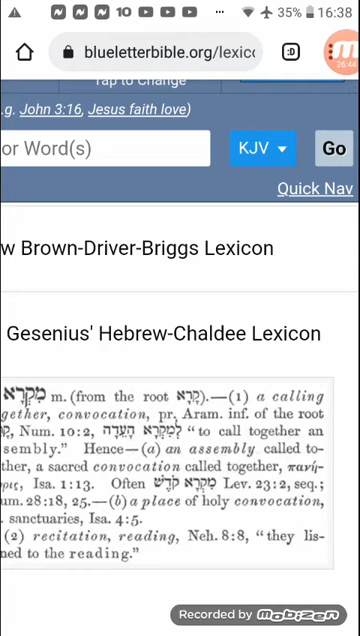 10 ... 35% 16:38
blueletterbible.org/lexico :D
26:44
Tap to Change
.g. John 3:16, Jesus faith love)
or Word(s) KJV Go
Quick Nav
w Brown-Driver-Briggs Lexicon
Gesenius' Hebrew-Chaldee Lexicon
מִקְרָא m. (from the root קָרָא).—(1) a calling
gether, convocation, pr. Aram. inf. of the root
Num. 10:2, לְמִקְרָא הָעֵדָה "to call together an
sembly." Hence—(a) an assembly called to-
ther, a sacred convocation called together, πανή-
ρις, Isa. 1:13. Often מִקְרָא קֹדֶשׁ Lev. 23:2, seq.;
um. 28:18, 25.—(b) a place of holy convocation,
. sanctuaries, Isa. 4:5.
(2) recitation, reading, Neh. 8:8, "they lis-
ned to the reading."
Recorded by mobizen